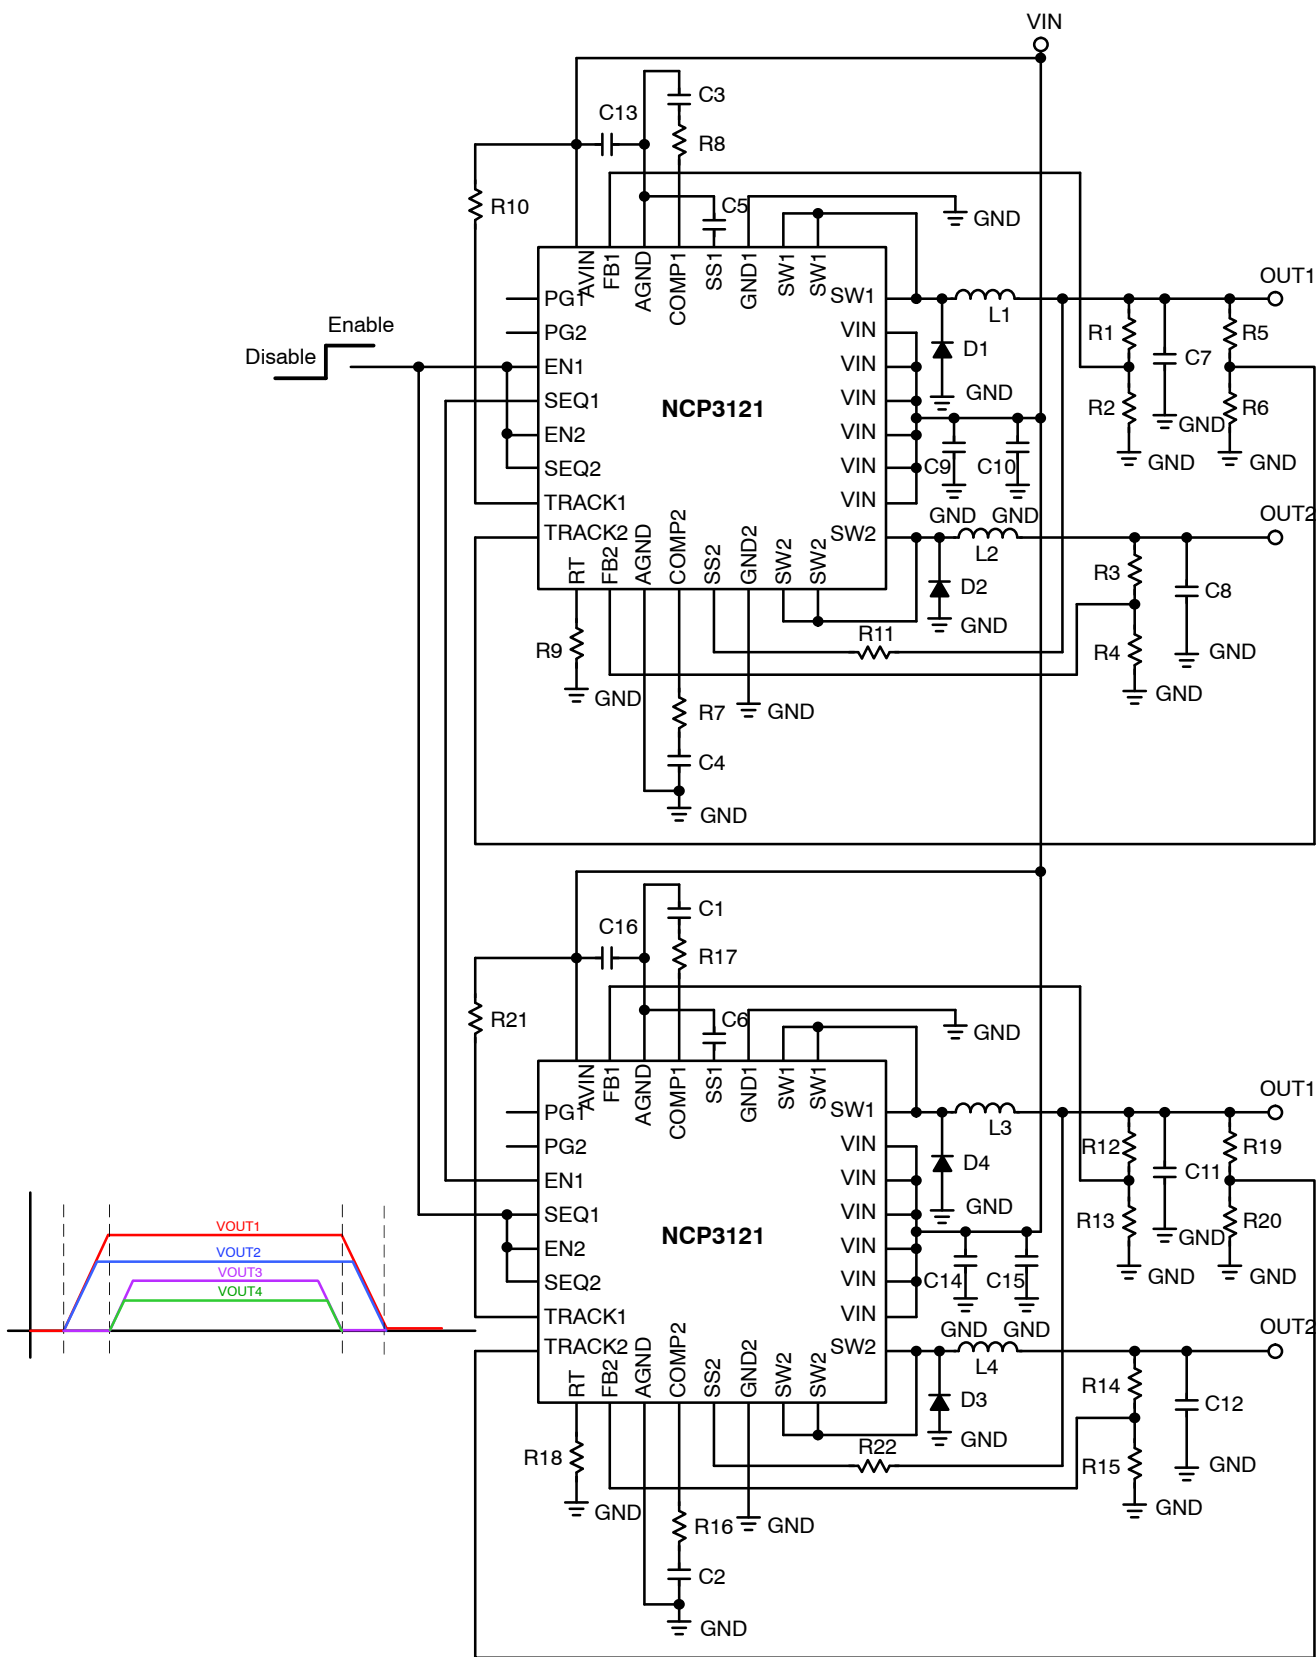 VIN
C3
C13
R8
R10
C5
GND
AVIN
FB1
AGND
COMP1
SS1
GND1
SW1
SW1
OUT1
PG1
SW1
L1
Enable
PG2
VIN
R1
R5
Disable
D1
C7
EN1
VIN
GND
SEQ1
NCP3121
VIN
R2
GND
R6
EN2
VIN
GND
GND
SEQ2
VIN
C9
C10
TRACK1
VIN
GND
GND
OUT2
TRACK2
SW2
L2
RT
FB2
AGND
COMP2
SS2
GND2
SW2
SW2
R3
D2
C8
GND
R11
R9
R4
GND
GND
GND
R7
GND
C4
GND
C1
C16
R17
R21
C6
GND
AVIN
FB1
AGND
COMP1
SS1
GND1
SW1
SW1
OUT1
PG1
SW1
L3
PG2
VIN
R12
R19
D4
C11
EN1
VIN
GND
SEQ1
VIN
R13
R20
VOUT1
NCP3121
GND
EN2
VIN
VOUT2
GND
GND
VOUT3
SEQ2
VIN
C14
C15
VOUT4
TRACK1
VIN
GND
GND
OUT2
TRACK2
SW2
L4
RT
FB2
AGND
COMP2
SS2
GND2
SW2
SW2
R14
D3
C12
GND
R22
R18
R15
GND
GND
GND
R16
GND
C2
GND